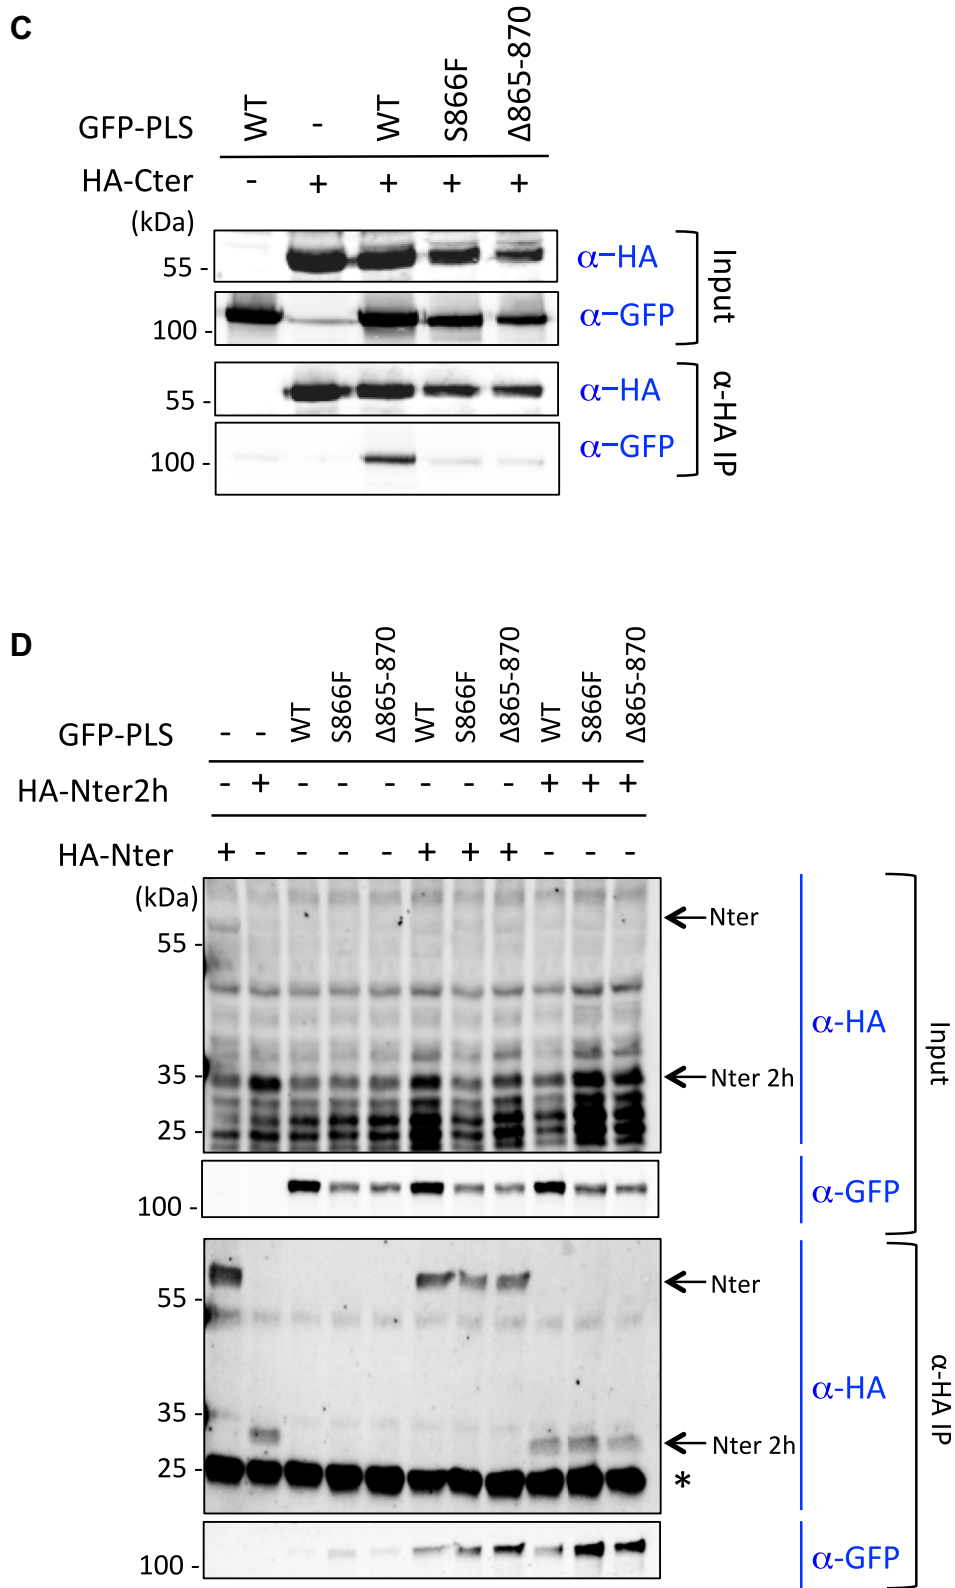 C
GFP-PLS WT - WT S866F Δ865-870
HA-Cter - + + + +
(kDa)
55 - α-HA
100 - α-GFP
Input
55 - α-HA
100 - α-GFP
α-HA IP
D
GFP-PLS - - WT S866F Δ865-870 WT S866F Δ865-870 WT S866F Δ865-870
HA-Nter2h - + - - - - - - + + +
HA-Nter + - - - - + + + - - -
(kDa)
Nter
55 -
α-HA
35 - Nter 2h
25 -
100 - α-GFP
Input
Nter
55 -
α-HA
35 -
Nter 2h
25 - *
100 - α-GFP
α-HA IP